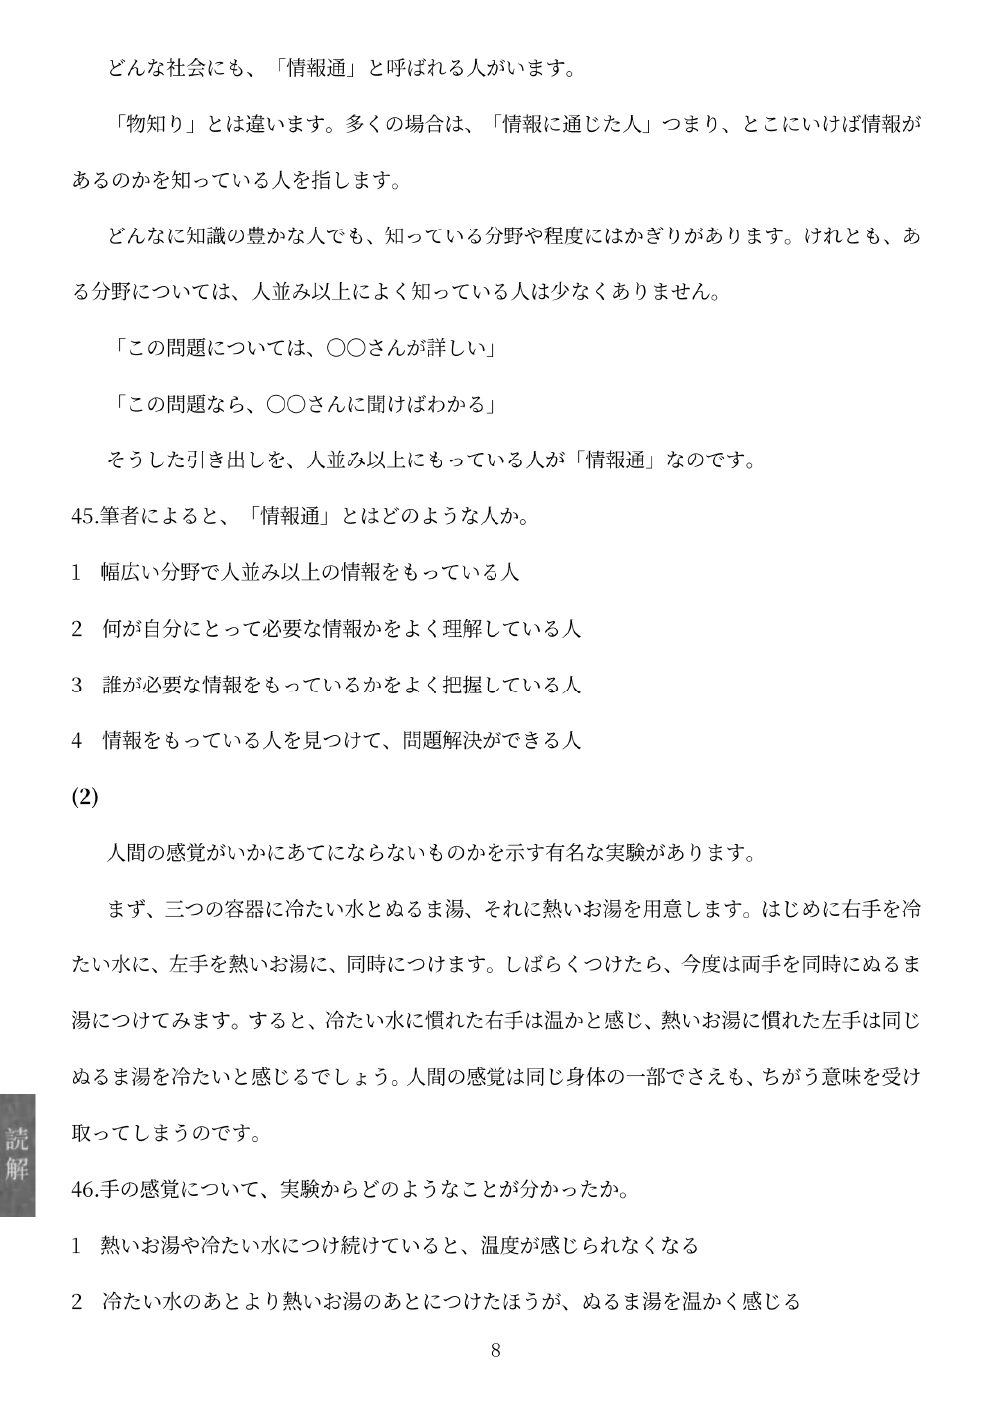 どんな社会にも、「情報通」と呼ばれる人がいます。
「物知り」とは違います。多くの場合は、「情報に通じた人」つまり、とこにいけば情報が
あるのかを知っている人を指します。
どんなに知識の豊かな人でも、知っている分野や程度にはかぎりがあります。けれとも、あ
る分野については、人並み以上によく知っている人は少なくありません。
「この問題については、〇〇さんが詳しい」
「この問題なら、〇〇さんに聞けばわかる」
そうした引き出しを、人並み以上にもっている人が「情報通」なのです。
45.筆者によると、「情報通」とはどのような人か。
1 幅広い分野で人並み以上の情報をもっている人
2 何が自分にとって必要な情報かをよく理解している人
3 誰が必要な情報をもっているかをよく把握している人
4 情報をもっている人を見つけて、問題解決ができる人
(2)
人間の感覚がいかにあてにならないものかを示す有名な実験があります。
まず、三つの容器に冷たい水とぬるま湯、それに熱いお湯を用意します。はじめに右手を冷
たい水に、左手を熱いお湯に、同時につけます。しばらくつけたら、今度は両手を同時にぬるま
湯につけてみます。すると、冷たい水に慣れた右手は温かと感じ、熱いお湯に慣れた左手は同じ
ぬるま湯を冷たいと感じるでしょう。人間の感覚は同じ身体の一部でさえも、ちがう意味を受け
取ってしまうのです。
読解
46.手の感覚について、実験からどのようなことが分かったか。
1 熱いお湯や冷たい水につけ続けていると、温度が感じられなくなる
2 冷たい水のあとより熱いお湯のあとにつけたほうが、ぬるま湯を温かく感じる
8